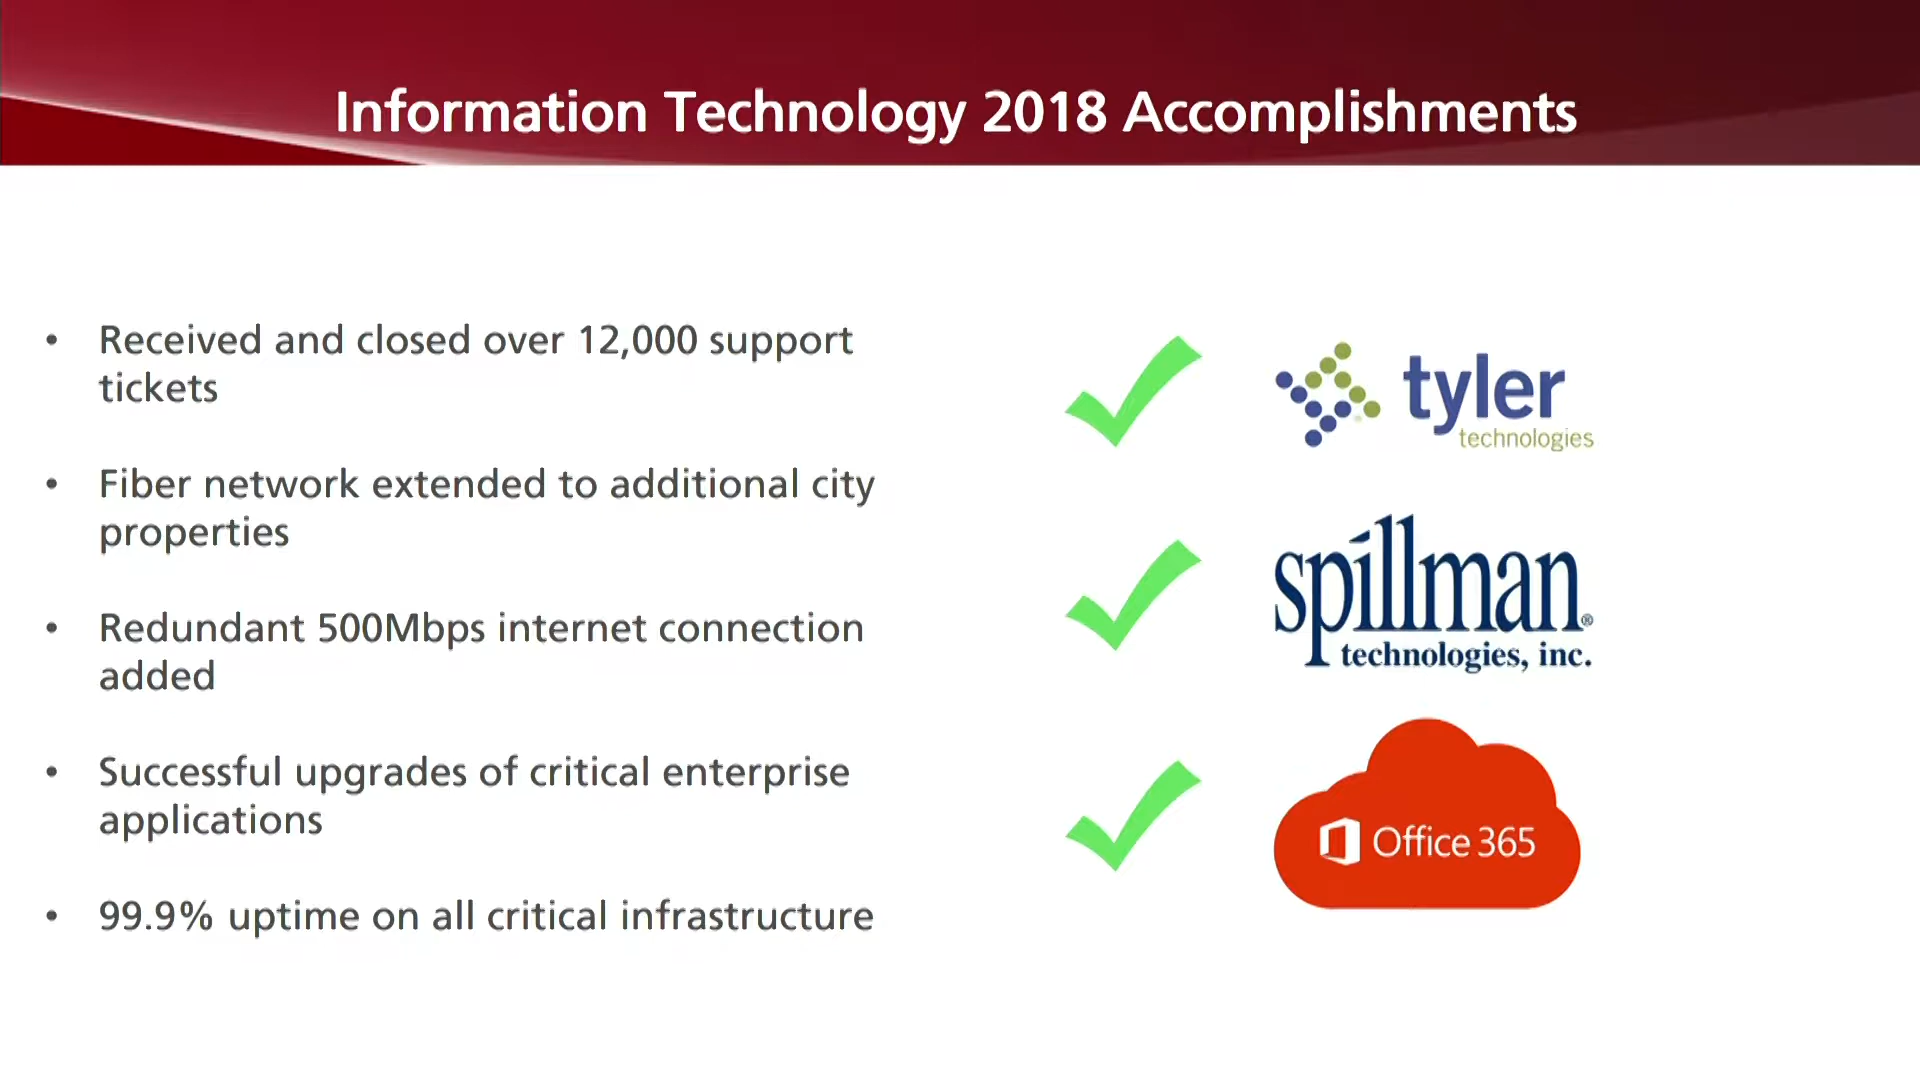 Information Technology 2018 Accomplishments
• Received and closed over 12,000 support
tickets
• Fiber network extended to additional city
properties
• Redundant 500Mbps internet connection
added
• Successful upgrades of critical enterprise
applications
• 99.9% uptime on all critical infrastructure
tyler
technologies
spillman®
technologies, inc.
Office 365